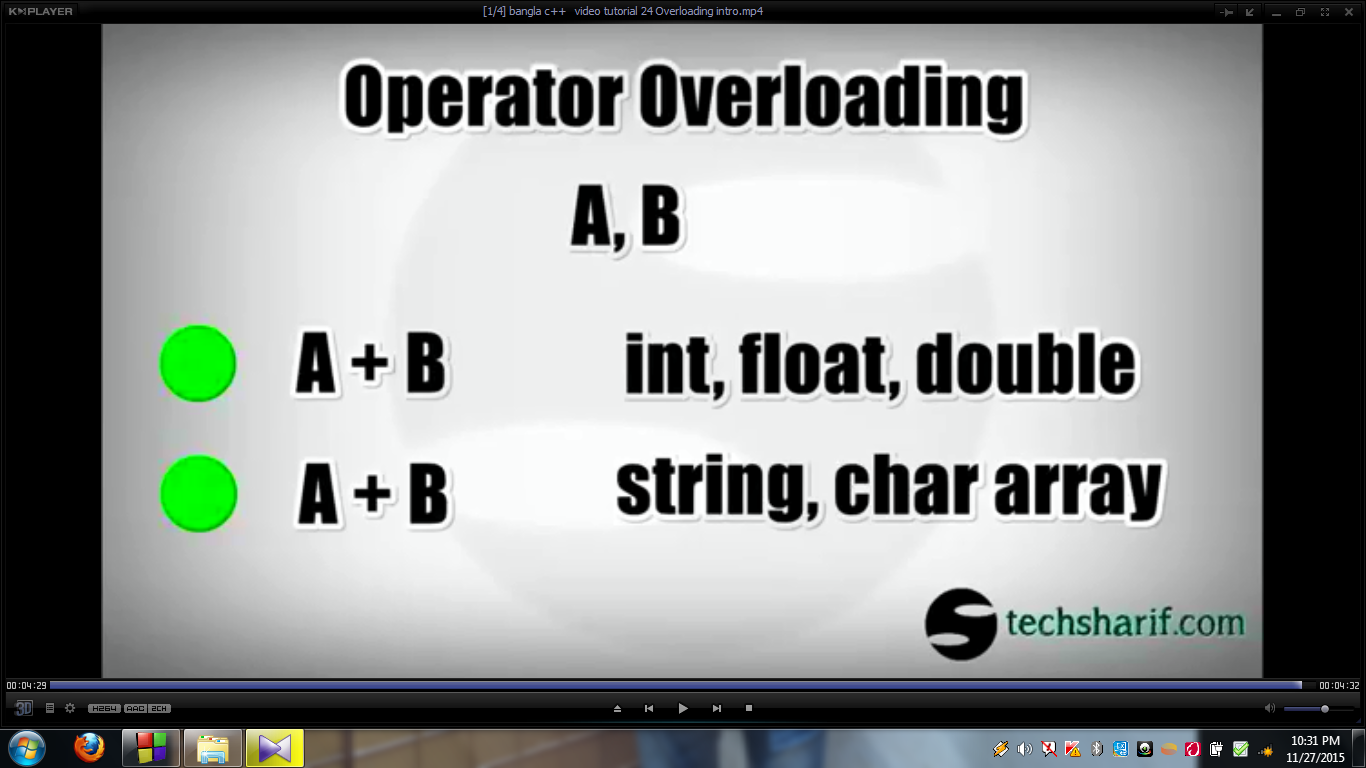 KMPLAYER
[1/4] bangla c++ video tutorial 24 Overloading intro.mp4
Operator Overloading
A, B
A + B int, float, double
A + B string, char array
techsharif.com
00:04:29 00:04:32
3D H264 AAC 2CH
10:31 PM
11/27/2015